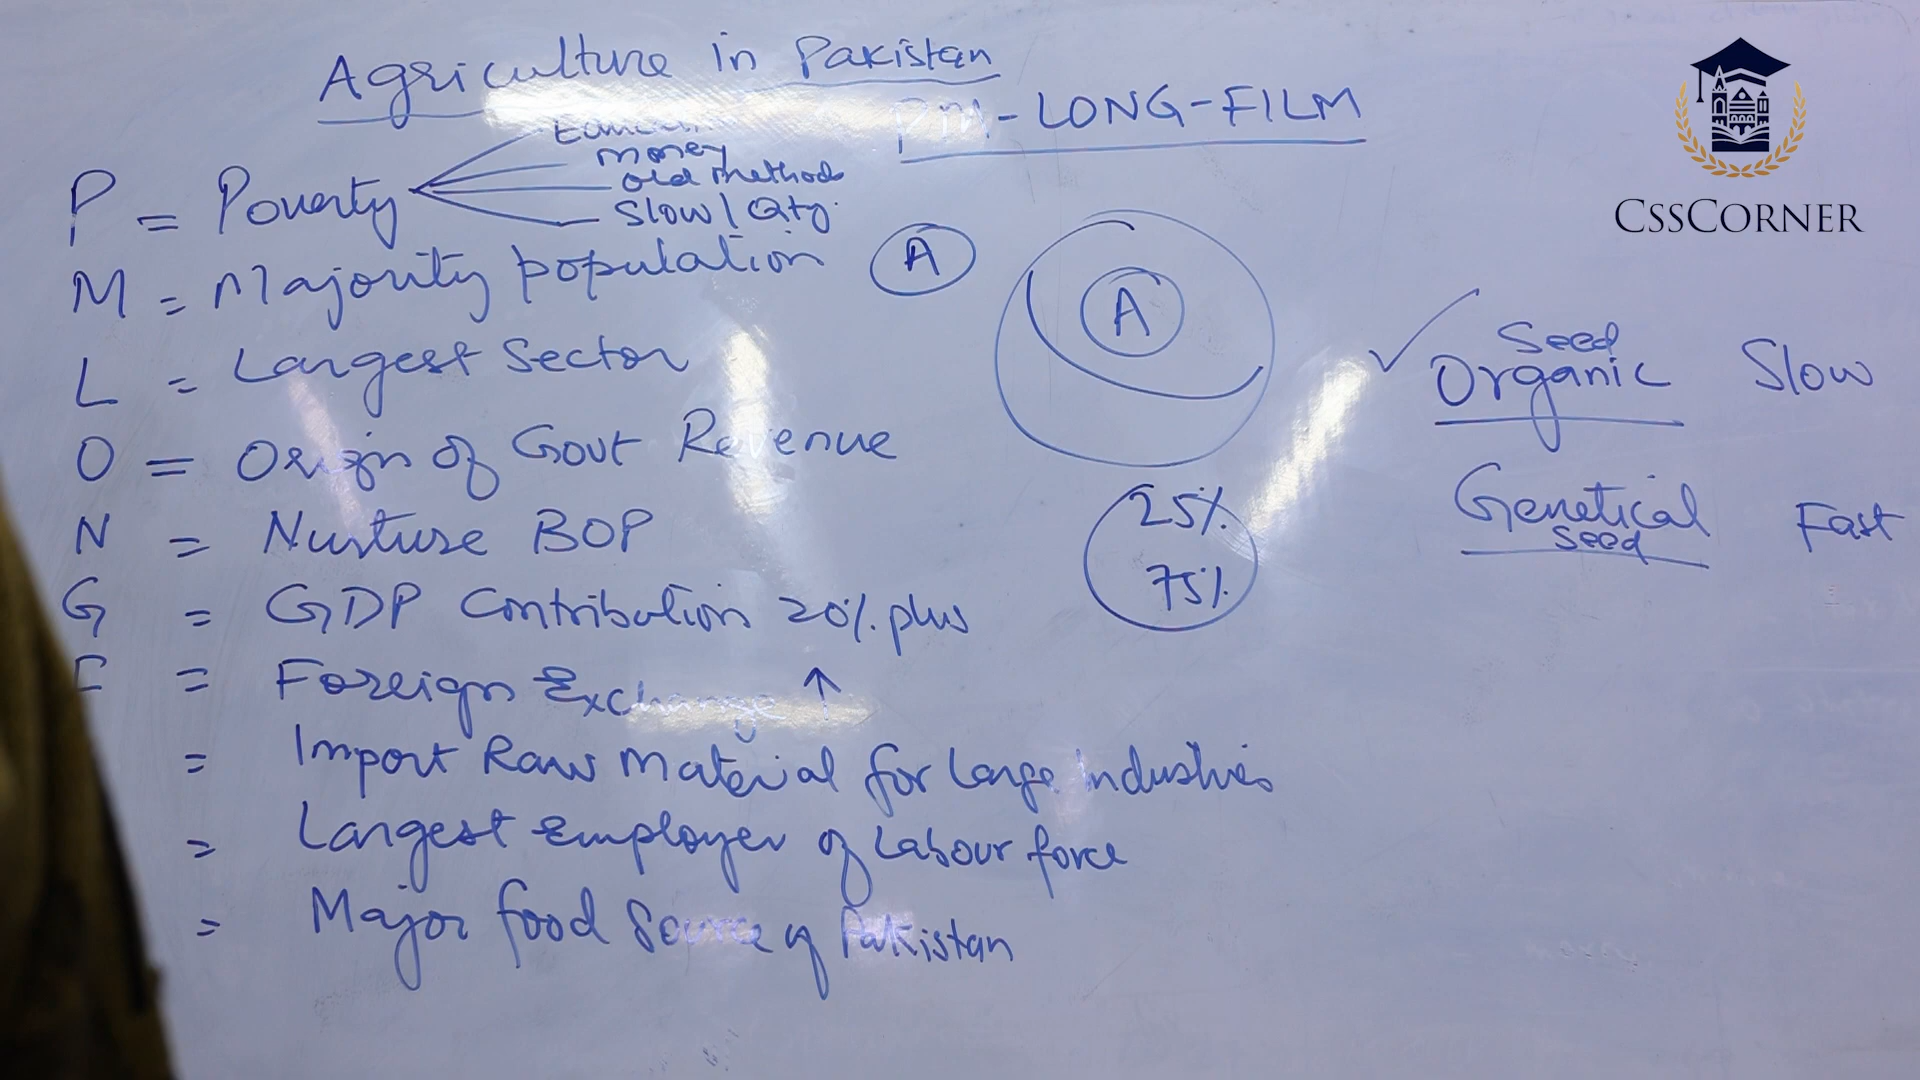 Agriculture in Pakistan
PM-LONG-FILM
P = Poverty
money
old methods
Slow / Qty.
M = Majority population
A
A
L = Largest Sector
O = Origin of Govt Revenue
N = Nurture BOP
G = GDP Contribution 20% plus
F = Foreign Exchange ↑
= Import Raw Material for Large Industries
= Largest Employer of Labour force
= Major food Source of Pakistan
25%
75%
Seed
Organic Slow
Genetical Fast
Seed
CSSCORNER